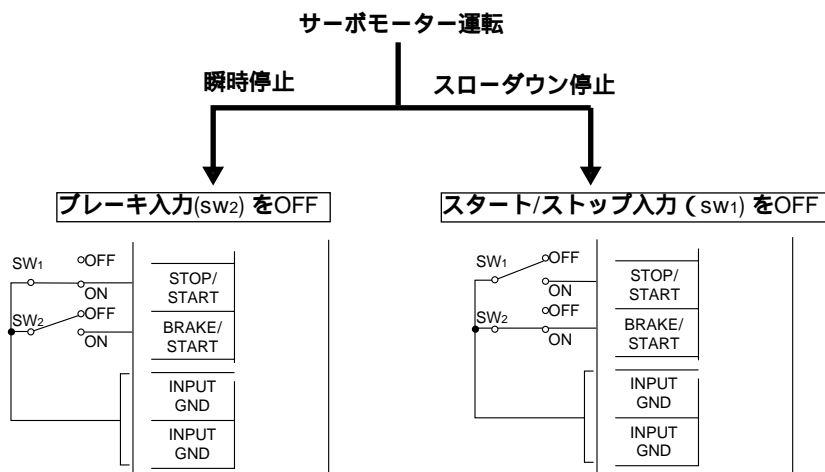 サーボモーター運転
瞬時停止
スローダウン停止
ブレーキ入力(SW2) をOFF
スタート/ストップ入力 ( SW1) をOFF
SW1
OFF
ON
SW2
OFF
ON
STOP/
START
BRAKE/
START
INPUT
GND
INPUT
GND
SW1
OFF
ON
SW2
OFF
ON
STOP/
START
BRAKE/
START
INPUT
GND
INPUT
GND